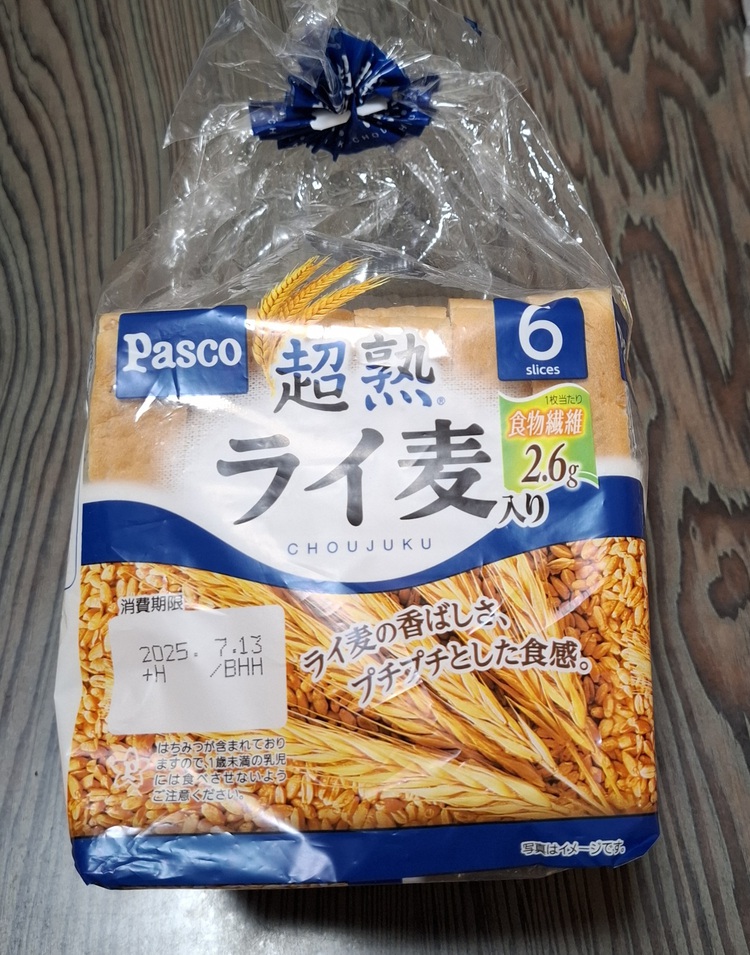 Pasco
超熟®
ライ麦入り
CHOUJUKU
6
slices
1枚当たり
食物繊維
2.6g
ライ麦の香ばしさ、
プチプチとした食感。
消費期限
2025. 7.13
+H /BHH
はちみつが含まれており
ますので、1歳未満の乳児
には食べさせないよう
ご注意ください。
写真はイメージです。